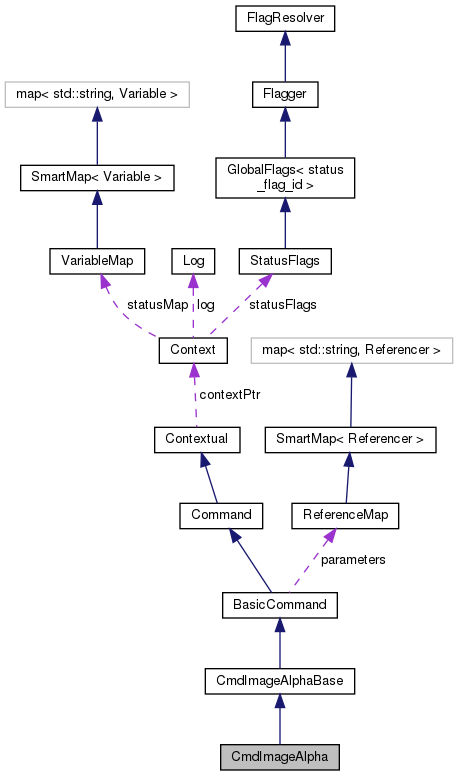 FlagResolver
map< std::string, Variable >
Flagger
SmartMap< Variable >
GlobalFlags< status
_flag_id >
VariableMap
Log
StatusFlags
statusMap
log
statusFlags
Context
map< std::string, Referencer >
contextPtr
Contextual
SmartMap< Referencer >
Command
ReferenceMap
parameters
BasicCommand
CmdImageAlphaBase
CmdImageAlpha